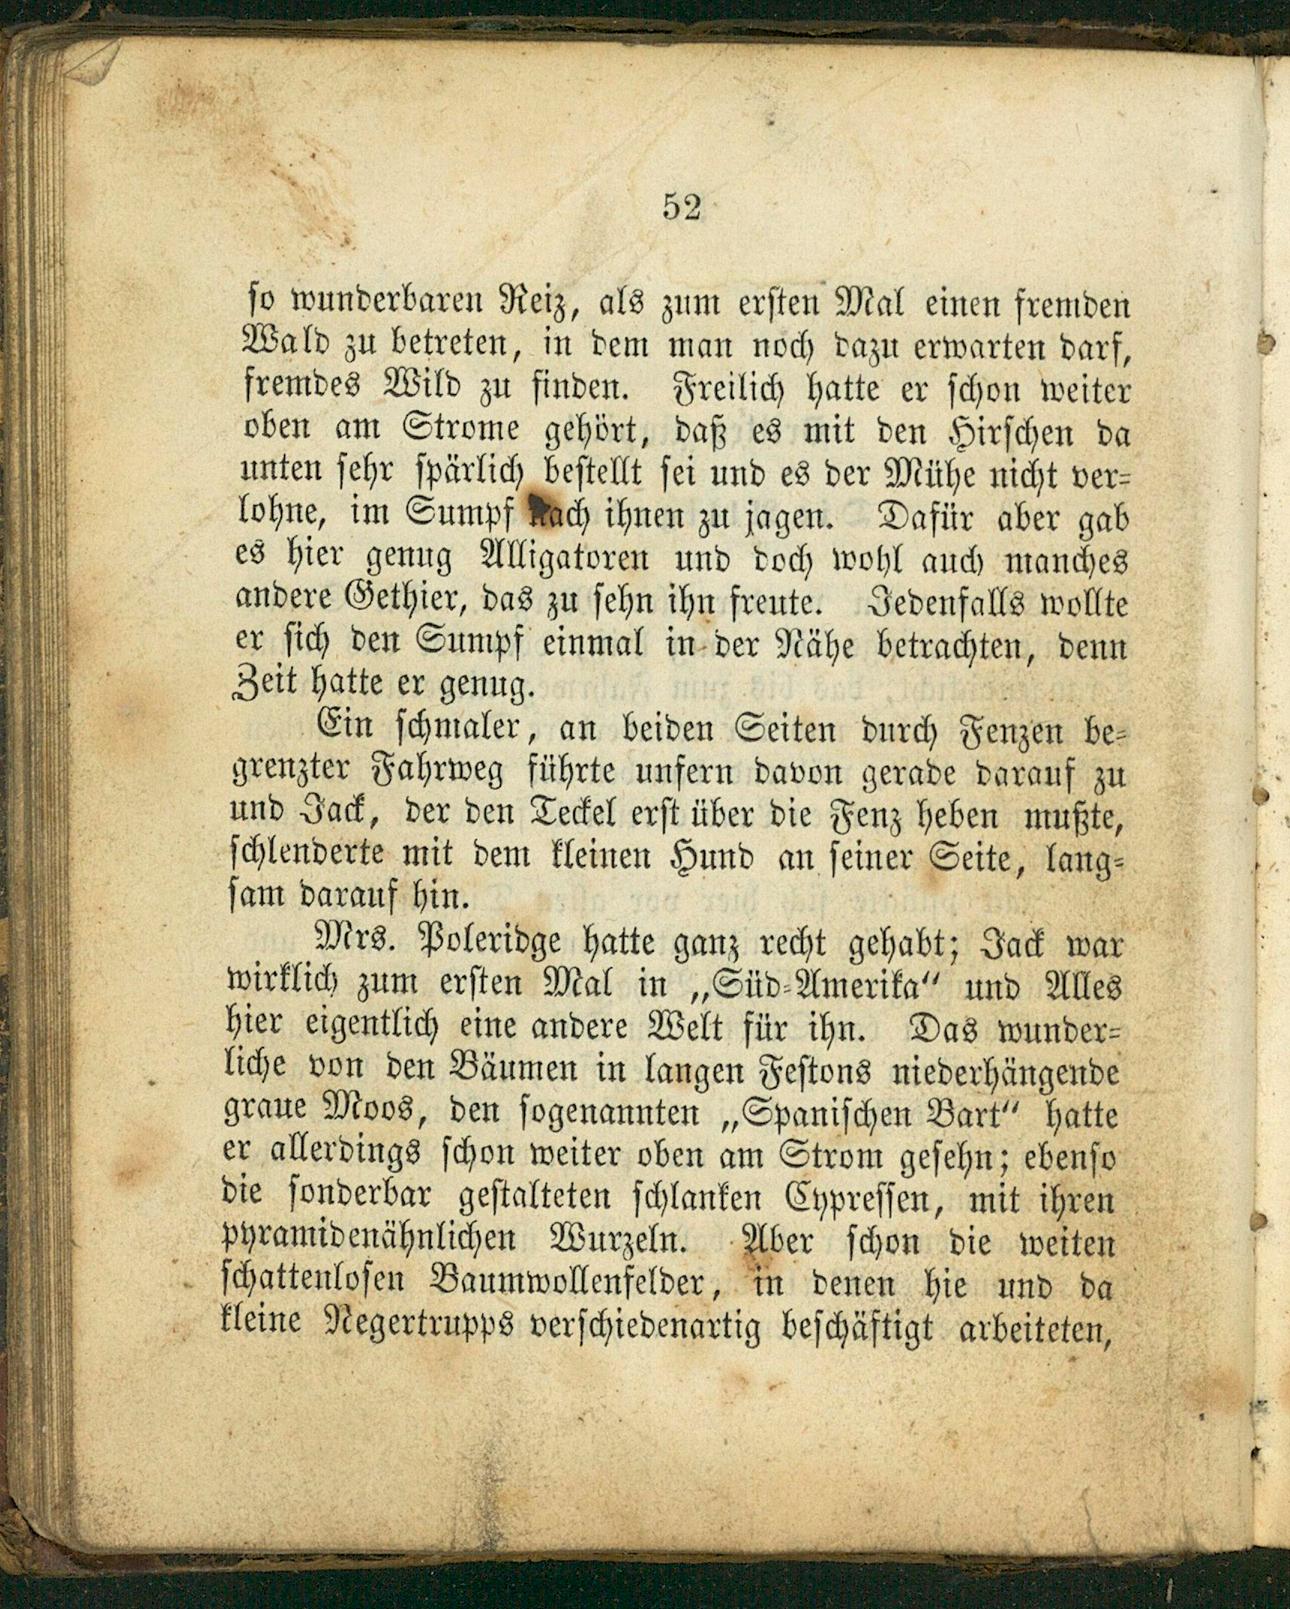 52
so wunderbaren Reiz, als zum ersten Mal einen fremden
Wald zu betreten, in dem man noch dazu erwarten darf,
fremdes Wild zu finden. Freilich hatte er schon weiter
oben am Strome gehört, daß es mit den Hirschen da
unten sehr spärlich bestellt sei und es der Mühe nicht ver-
lohne, im Sumpf nach ihnen zu jagen. Dafür aber gab
es hier genug Alligatoren und doch wohl auch manches
andere Gethier, das zu sehn ihn freute. Jedenfalls wollte
er sich den Sumpf einmal in der Nähe betrachten, denn
Zeit hatte er genug.
Ein schmaler, an beiden Seiten durch Fenzen be-
grenzter Fahrweg führte unfern davon gerade darauf zu
und Jack, der den Teckel erst über die Fenz heben mußte,
schlenderte mit dem kleinen Hund an seiner Seite, lang-
sam darauf hin.
Mrs. Poleridge hatte ganz recht gehabt; Jack war
wirklich zum ersten Mal in „Süd-Amerika“ und Alles
hier eigentlich eine andere Welt für ihn. Das wunder-
liche von den Bäumen in langen Festons niederhängende
graue Moos, den sogenannten „Spanischen Bart“ hatte
er allerdings schon weiter oben am Strom gesehn; ebenso
die sonderbar gestalteten schlanken Cypressen, mit ihren
pyramidenähnlichen Wurzeln. Aber schon die weiten
schattenlosen Baumwollenfelder, in denen hie und da
kleine Negertrupps verschiedenartig beschäftigt arbeiteten,